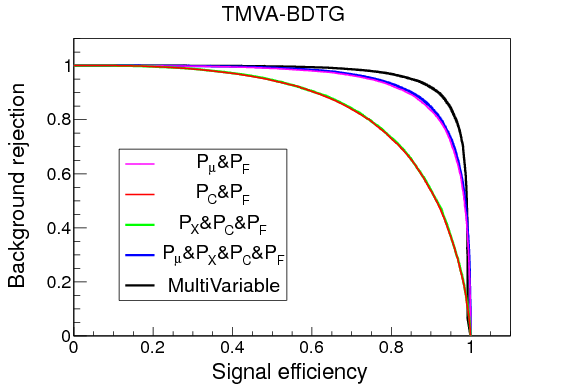 TMVA-BDTG
Background rejection
1
0.8
0.6
0.4
0.2
0
Pμ&PF
PC&PF
PX&PC&PF
Pμ&PX&PC&PF
MultiVariable
0 0.2 0.4 0.6 0.8 1
Signal efficiency